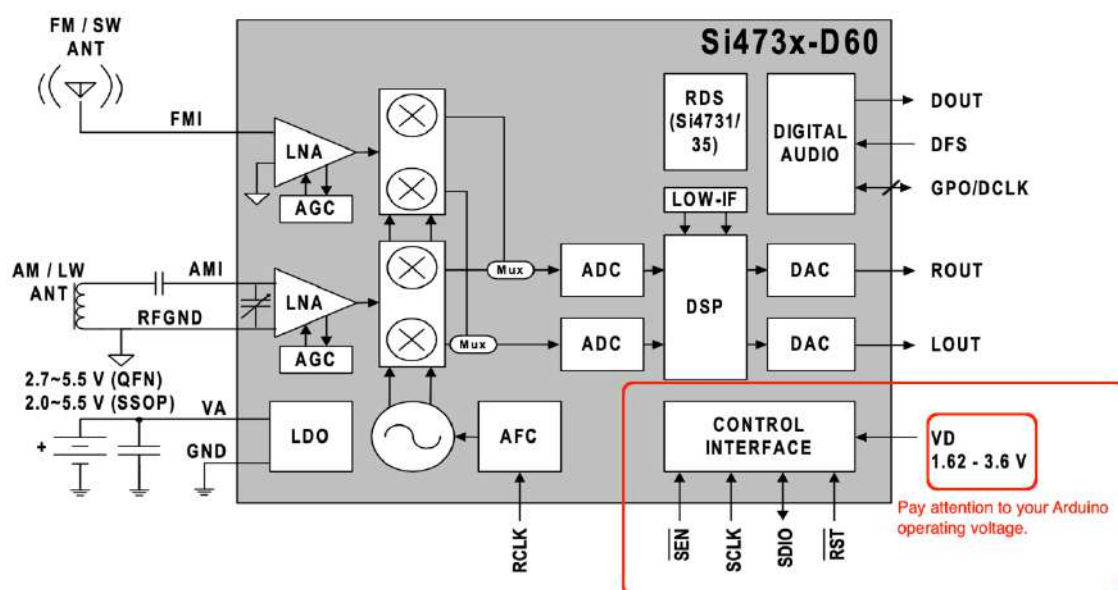 FM / SW
ANT
Si473x-D60
FMI
LNA
AGC
RDS
(Si4731/
35)
DIGITAL
AUDIO
DOUT
DFS
GPO/DCLK
LOW-IF
AM / LW
ANT
AMI
RFGND
LNA
AGC
Mux
Mux
ADC
ADC
DSP
DAC
DAC
ROUT
LOUT
2.7~5.5 V (QFN)
2.0~5.5 V (SSOP)
VA
+
GND
LDO
AFC
RCLK
CONTROL
INTERFACE
SEN
SCLK
SDIO
RST
VD
1.62 - 3.6 V
Pay attention to your Arduino
operating voltage.